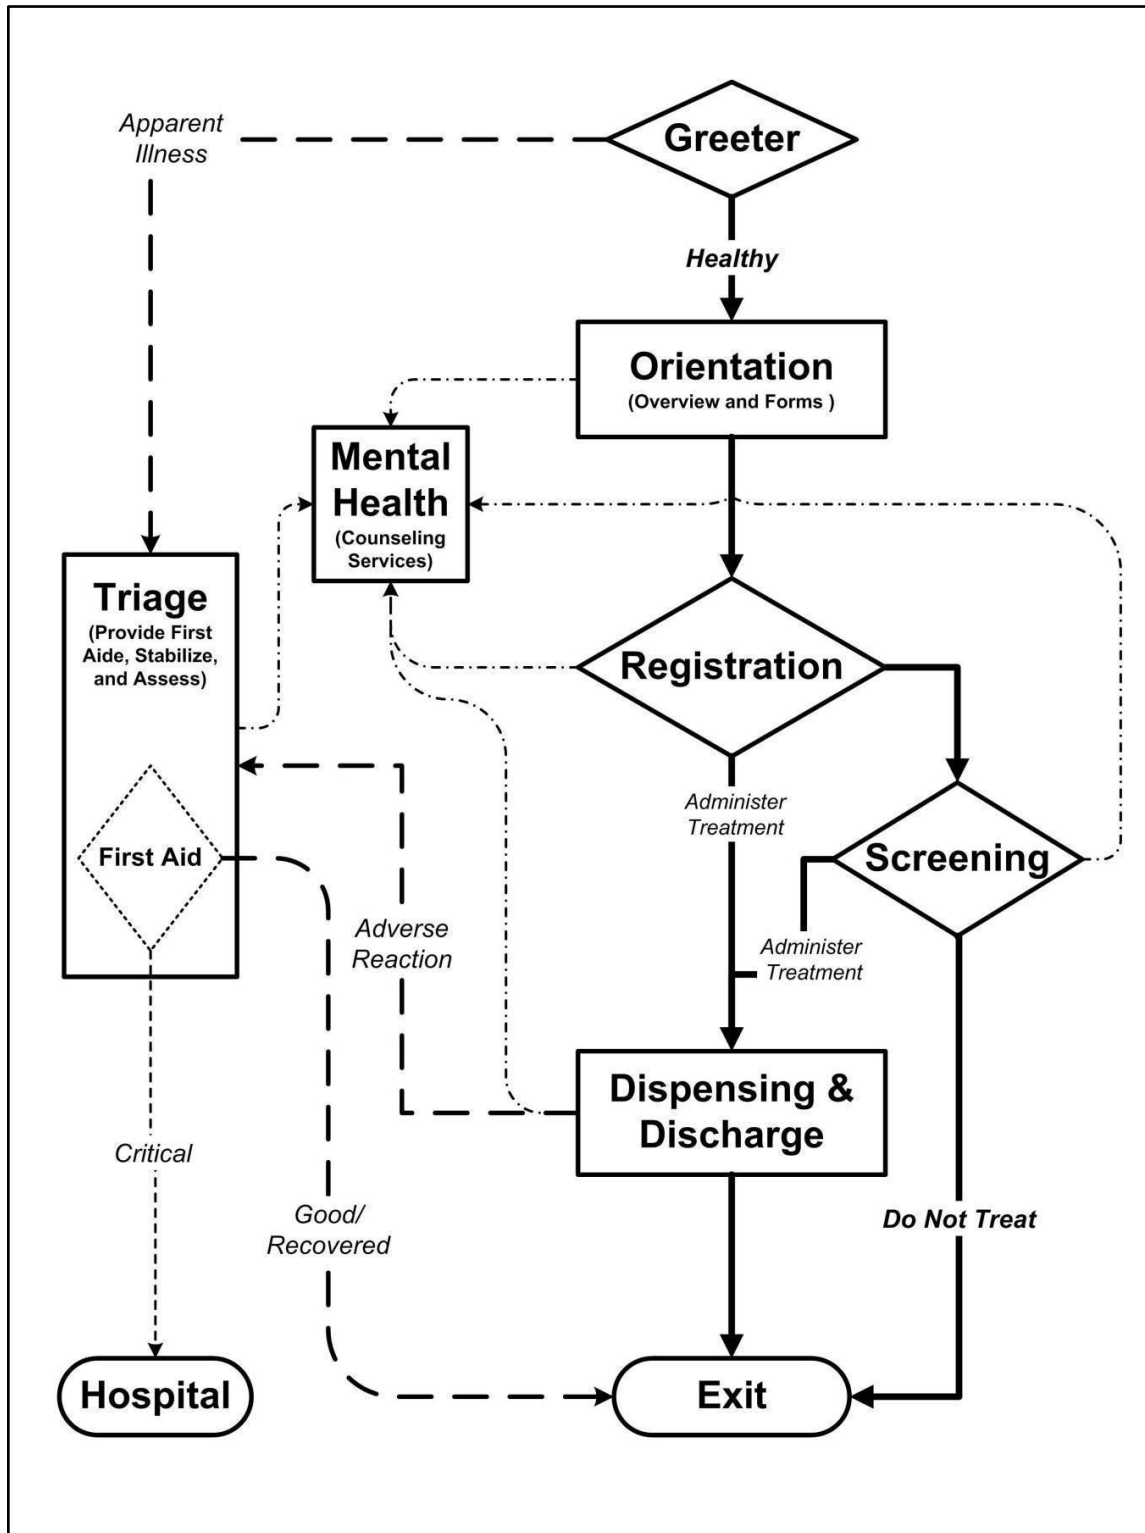 Greeter
Apparent
Illness
Healthy
Orientation
(Overview and Forms )
Mental
Health
(Counseling
Services)
Triage
(Provide First
Aide, Stabilize,
and Assess)
Registration
Administer
Treatment
First Aid
Screening
Adverse
Reaction
Administer
Treatment
Dispensing &
Discharge
Critical
Good/
Recovered
Do Not Treat
Hospital
Exit